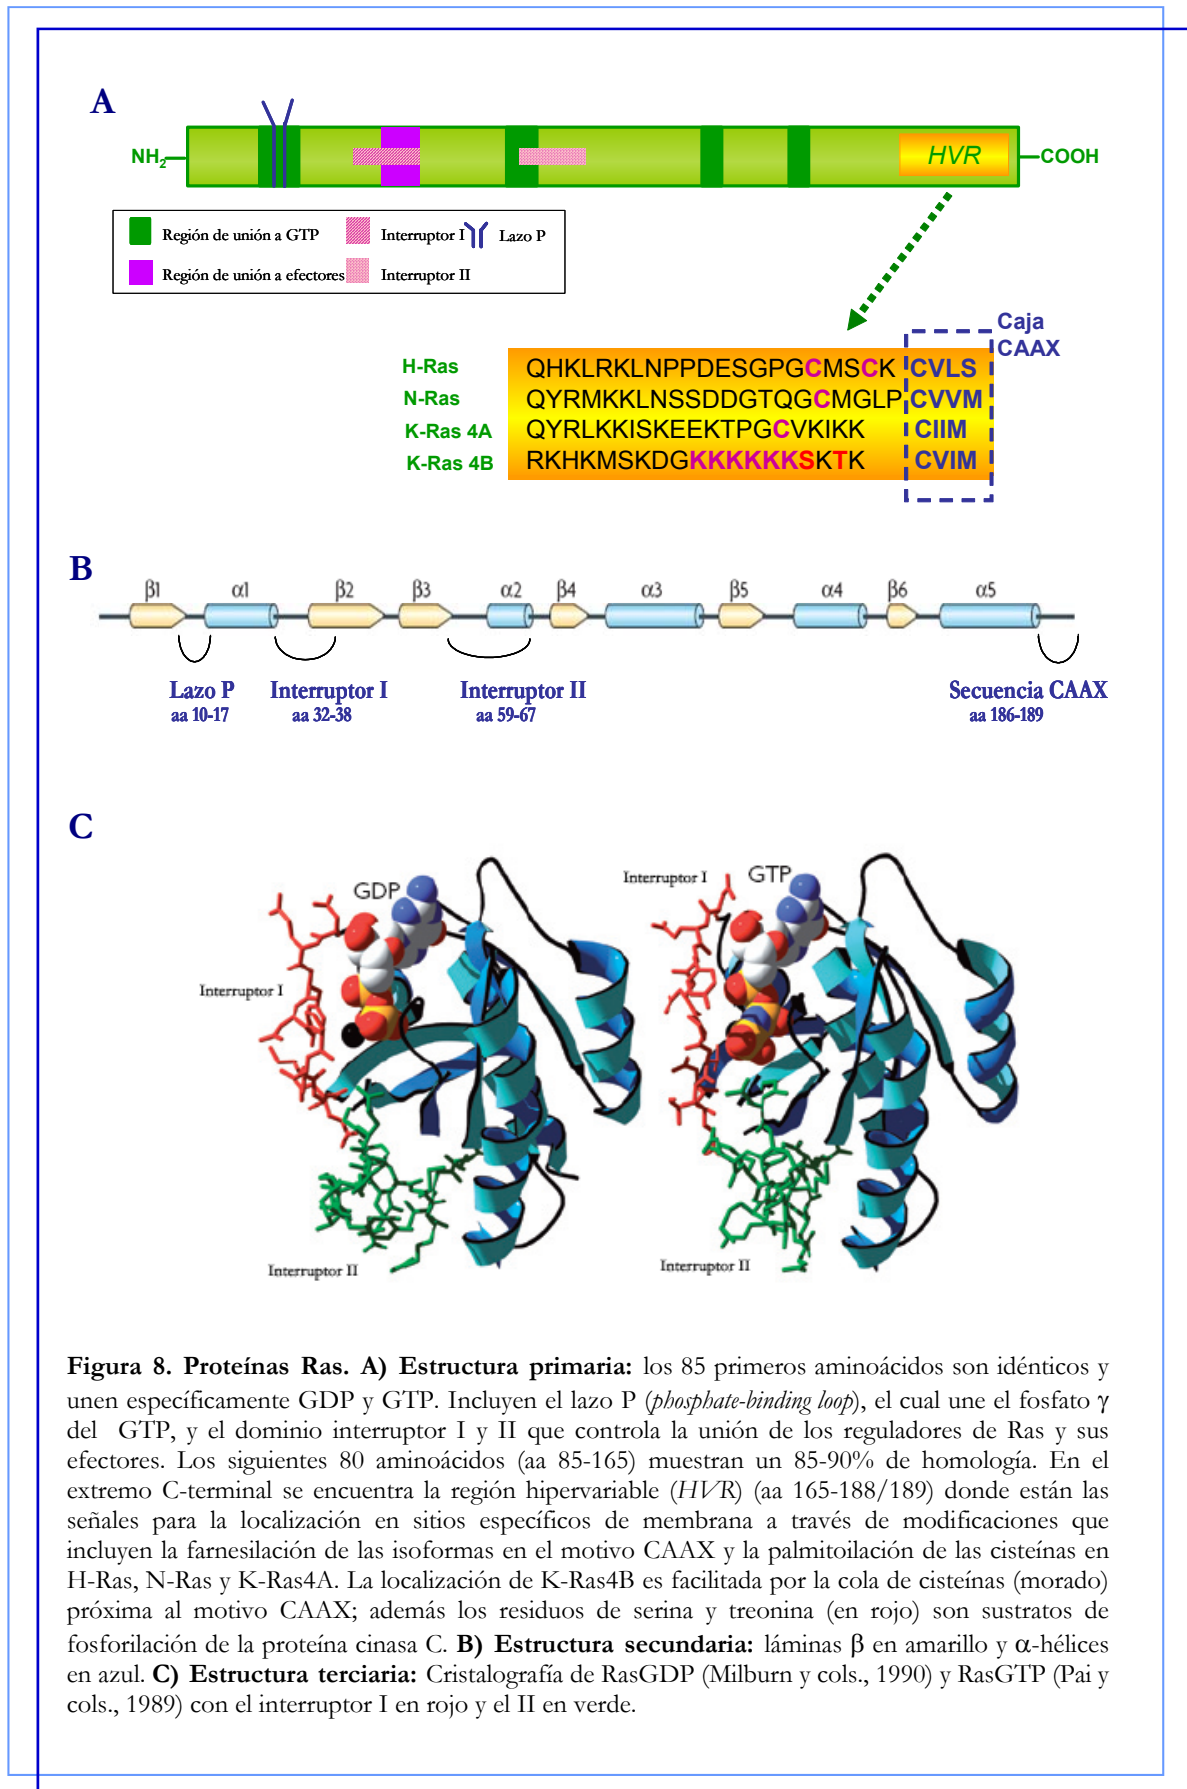 A
NH2
HVR
COOH
Región de unión a GTP
Interruptor I
Lazo P
Región de unión a efectores
Interruptor II
Caja
CAAX
H-Ras QHKLRKLNPPDESGPGCMSCK CVLS
N-Ras QYRMKKLNSSDDGTQGCMGLP CVVM
K-Ras 4A QYRLKKISKEEKTPGCVKIKK CIIM
K-Ras 4B RKHKMSKDGKKKKKKSKTK CVIM
B
β1 α1 β2 β3 α2 β4 α3 β5 α4 β6 α5
Lazo P Interruptor I Interruptor II Secuencia CAAX
aa 10-17 aa 32-38 aa 59-67 aa 186-189
C
GDP
Interruptor I
Interruptor II
Interruptor I
GTP
Interruptor II
Figura 8. Proteínas Ras. A) Estructura primaria: los 85 primeros aminoácidos son idénticos y
unen específicamente GDP y GTP. Incluyen el lazo P (phosphate-binding loop), el cual une el fosfato γ
del GTP, y el dominio interruptor I y II que controla la unión de los reguladores de Ras y sus
efectores. Los siguientes 80 aminoácidos (aa 85-165) muestran un 85-90% de homología. En el
extremo C-terminal se encuentra la región hipervariable (HVR) (aa 165-188/189) donde están las
señales para la localización en sitios específicos de membrana a través de modificaciones que
incluyen la farnesilación de las isoformas en el motivo CAAX y la palmitoilación de las cisteínas en
H-Ras, N-Ras y K-Ras4A. La localización de K-Ras4B es facilitada por la cola de cisteínas (morado)
próxima al motivo CAAX; además los residuos de serina y treonina (en rojo) son sustratos de
fosforilación de la proteína cinasa C. B) Estructura secundaria: láminas β en amarillo y α-hélices
en azul. C) Estructura terciaria: Cristalografía de RasGDP (Milburn y cols., 1990) y RasGTP (Pai y
cols., 1989) con el interruptor I en rojo y el II en verde.